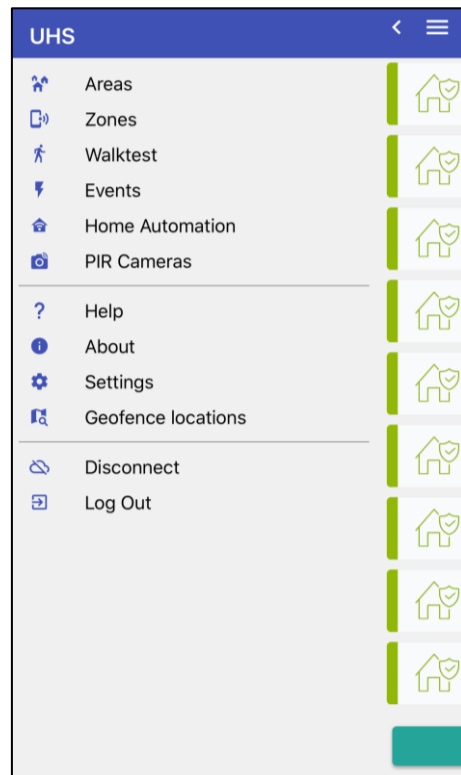 UHS
Areas
Zones
Walktest
Events
Home Automation
PIR Cameras
Help
About
Settings
Geofence locations
Disconnect
Log Out